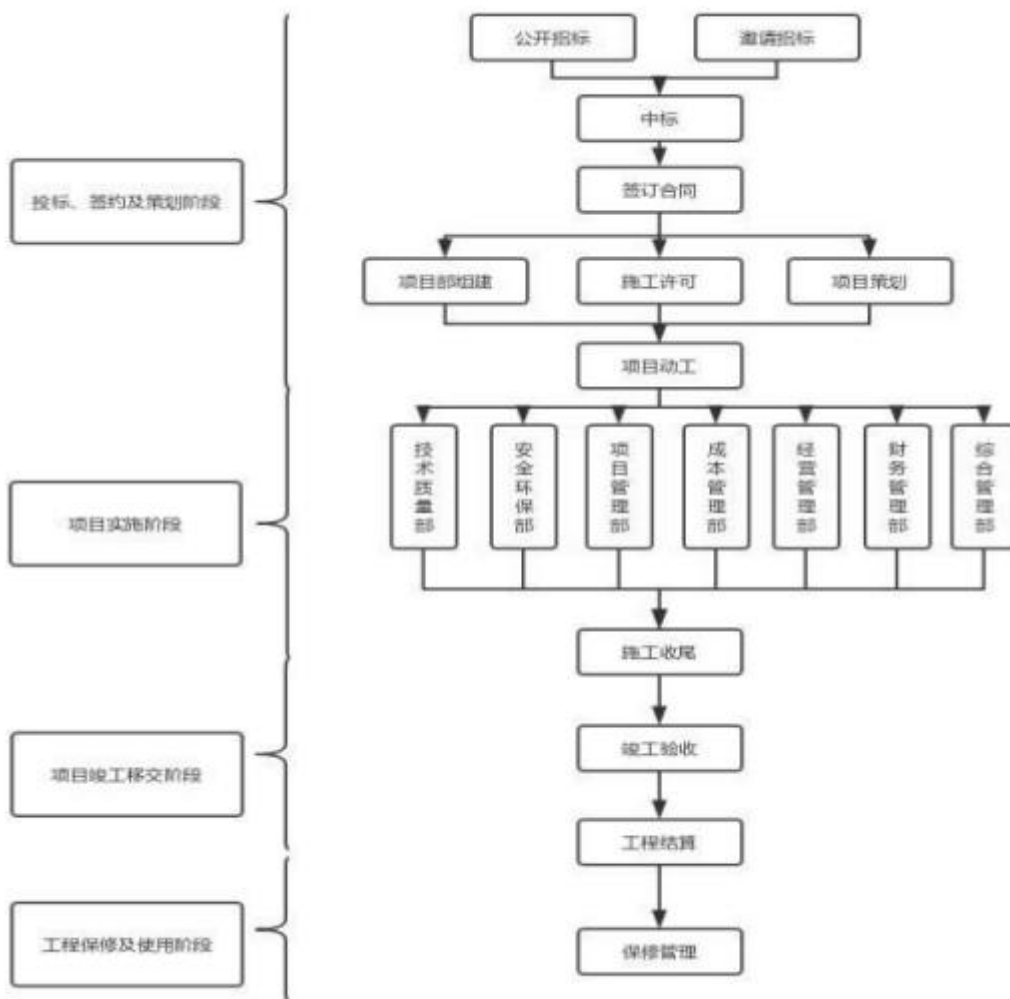 公开招标
邀请招标
中标
签订合同
投标、签约及策划阶段
项目部组建
施工许可
项目策划
项目动工
技术质量部
安全环保部
项目管理部
成本管理部
经营管理部
财务管理部
综合管理部
项目实施阶段
施工收尾
竣工验收
项目竣工移交阶段
工程结算
工程保修及使用阶段
保修管理